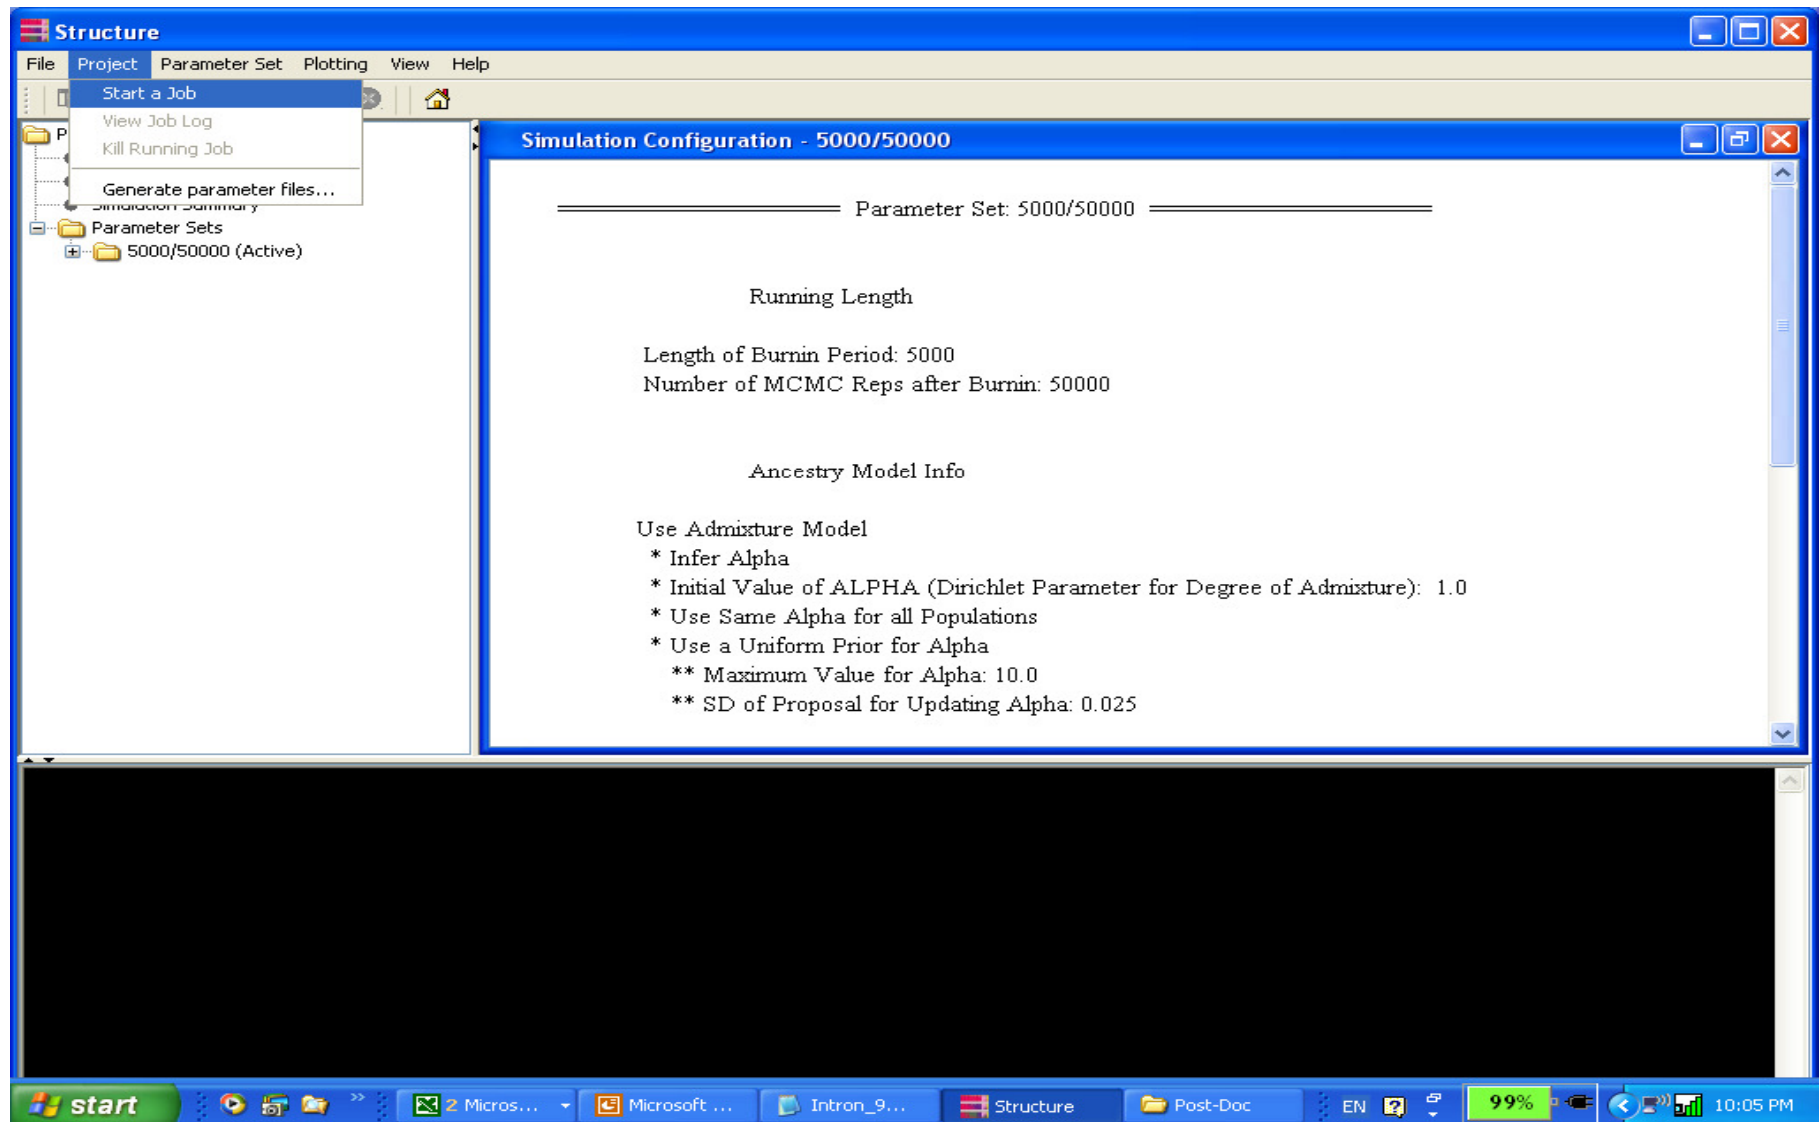 Structure
File Project Parameter Set Plotting View Help
Start a Job
View Job Log
Kill Running Job
Generate parameter files...
Simulation Summary
Parameter Sets
5000/50000 (Active)
Simulation Configuration - 5000/50000
Parameter Set: 5000/50000
Running Length
Length of Burnin Period: 5000
Number of MCMC Reps after Burnin: 50000
Ancestry Model Info
Use Admixture Model
* Infer Alpha
* Initial Value of ALPHA (Dirichlet Parameter for Degree of Admixture): 1.0
* Use Same Alpha for all Populations
* Use a Uniform Prior for Alpha
** Maximum Value for Alpha: 10.0
** SD of Proposal for Updating Alpha: 0.025
start 2 Micros... Microsoft ... Intron_9... Structure Post-Doc EN 99% 10:05 PM